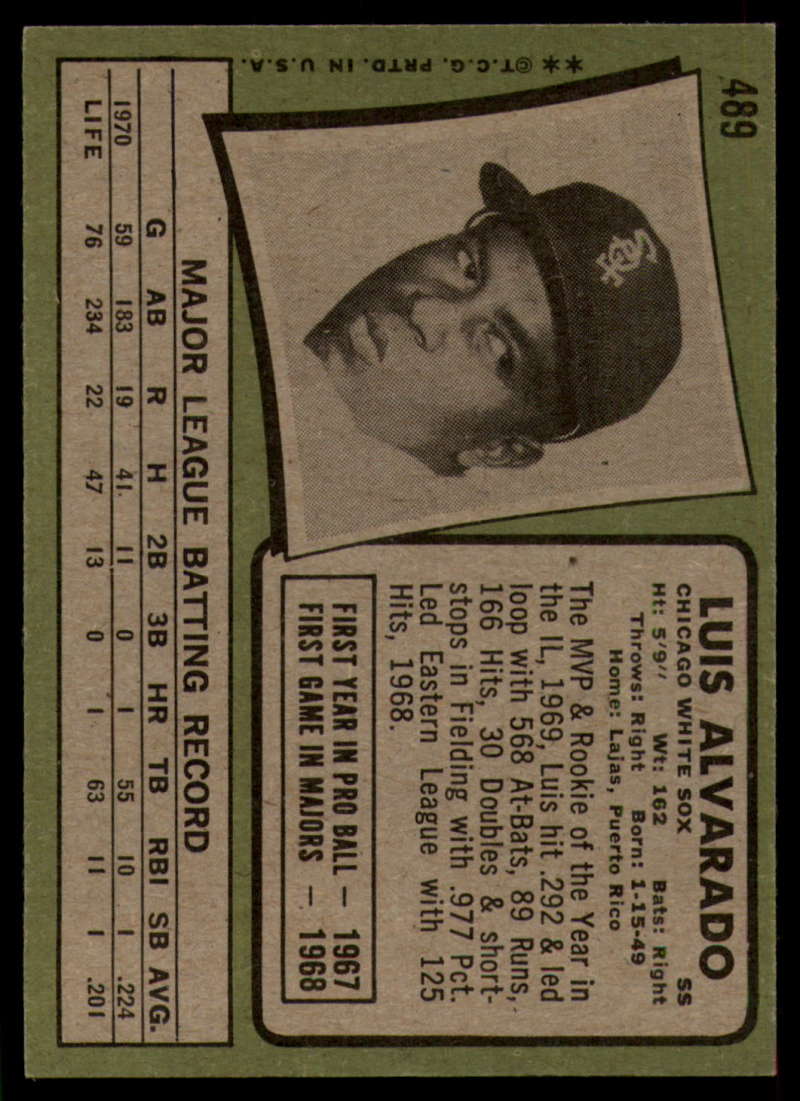 489
**©T.C.G. PRTD. IN U.S.A.
LUIS ALVARADO
CHICAGO WHITE SOX SS
Ht: 5'9" Wt: 162 Bats: Right
Throws: Right Born: 1-15-49
Home: Lajas, Puerto Rico
The MVP & Rookie of the Year in
the IL, 1969, Luis hit .292 & led
loop with 568 At-Bats, 89 Runs,
166 Hits, 30 Doubles & short-
stops in Fielding with .977 Pct.
Led Eastern League with 125
Hits, 1968.
FIRST YEAR IN PRO BALL — 1967
FIRST GAME IN MAJORS — 1968
MAJOR LEAGUE BATTING RECORD
G AB R H 2B 3B HR TB RBI SB AVG.
1970 59 183 19 41 11 0 1 55 10 1 .224
LIFE 76 234 22 47 13 0 1 63 11 1 .201